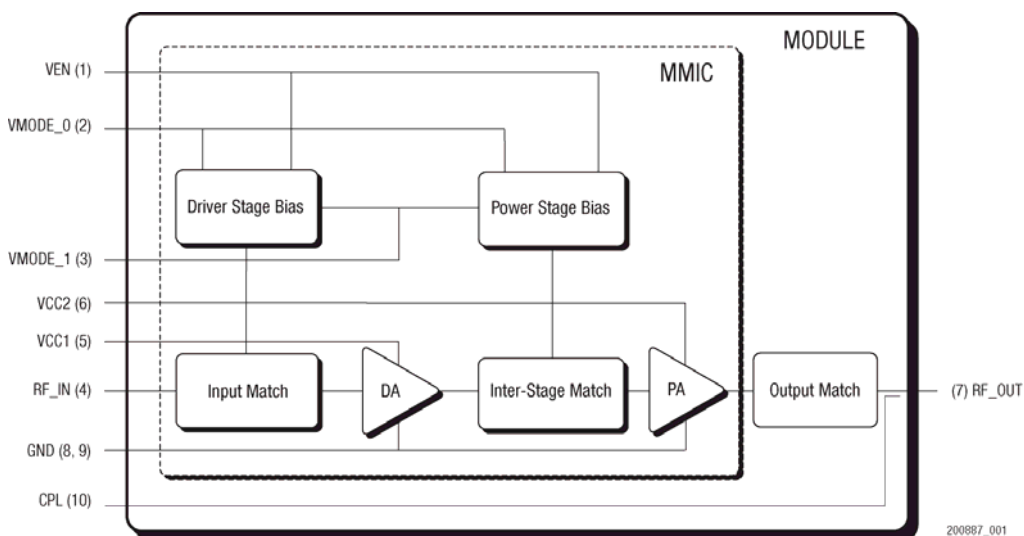 MODULE
MMIC
VEN (1)
VMODE_0 (2)
Driver Stage Bias
Power Stage Bias
VMODE_1 (3)
VCC2 (6)
VCC1 (5)
RF_IN (4)
Input Match
DA
Inter-Stage Match
PA
Output Match
(7) RF_OUT
GND (8, 9)
CPL (10)
200887_001